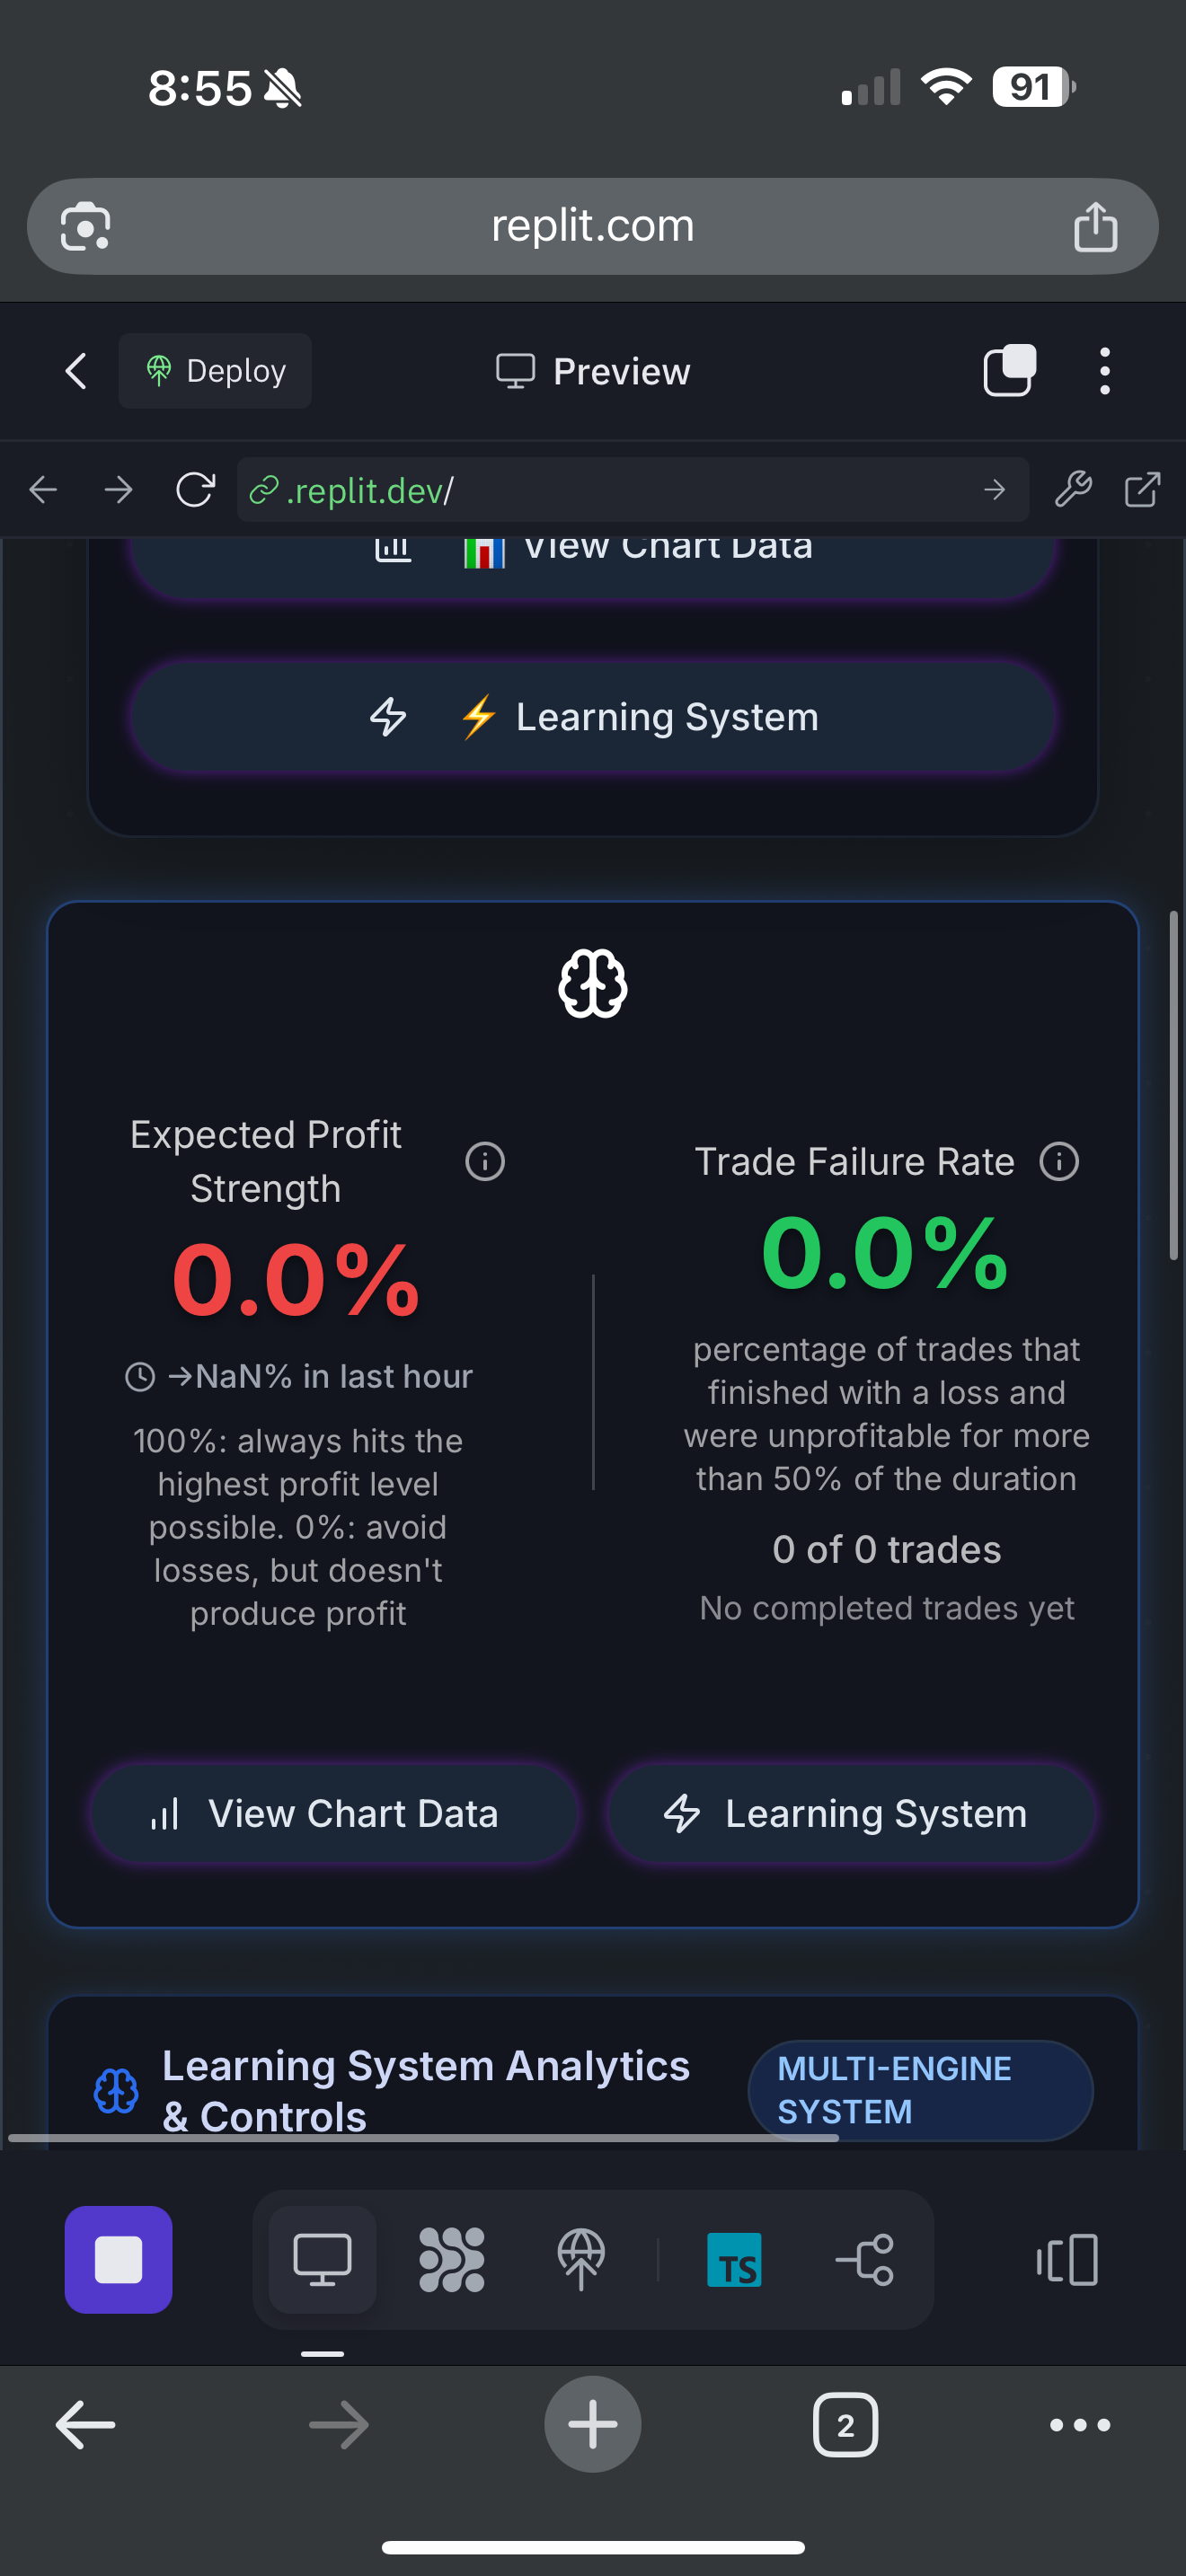 8:55
91
replit.com
Deploy
Preview
.replit.dev/
View Chart Data
⚡ Learning System
Expected Profit
Strength
0.0%
→NaN% in last hour
100%: always hits the
highest profit level
possible. 0%: avoid
losses, but doesn't
produce profit
Trade Failure Rate
0.0%
percentage of trades that
finished with a loss and
were unprofitable for more
than 50% of the duration
0 of 0 trades
No completed trades yet
View Chart Data
Learning System
Learning System Analytics
& Controls
MULTI-ENGINE
SYSTEM
TS
2